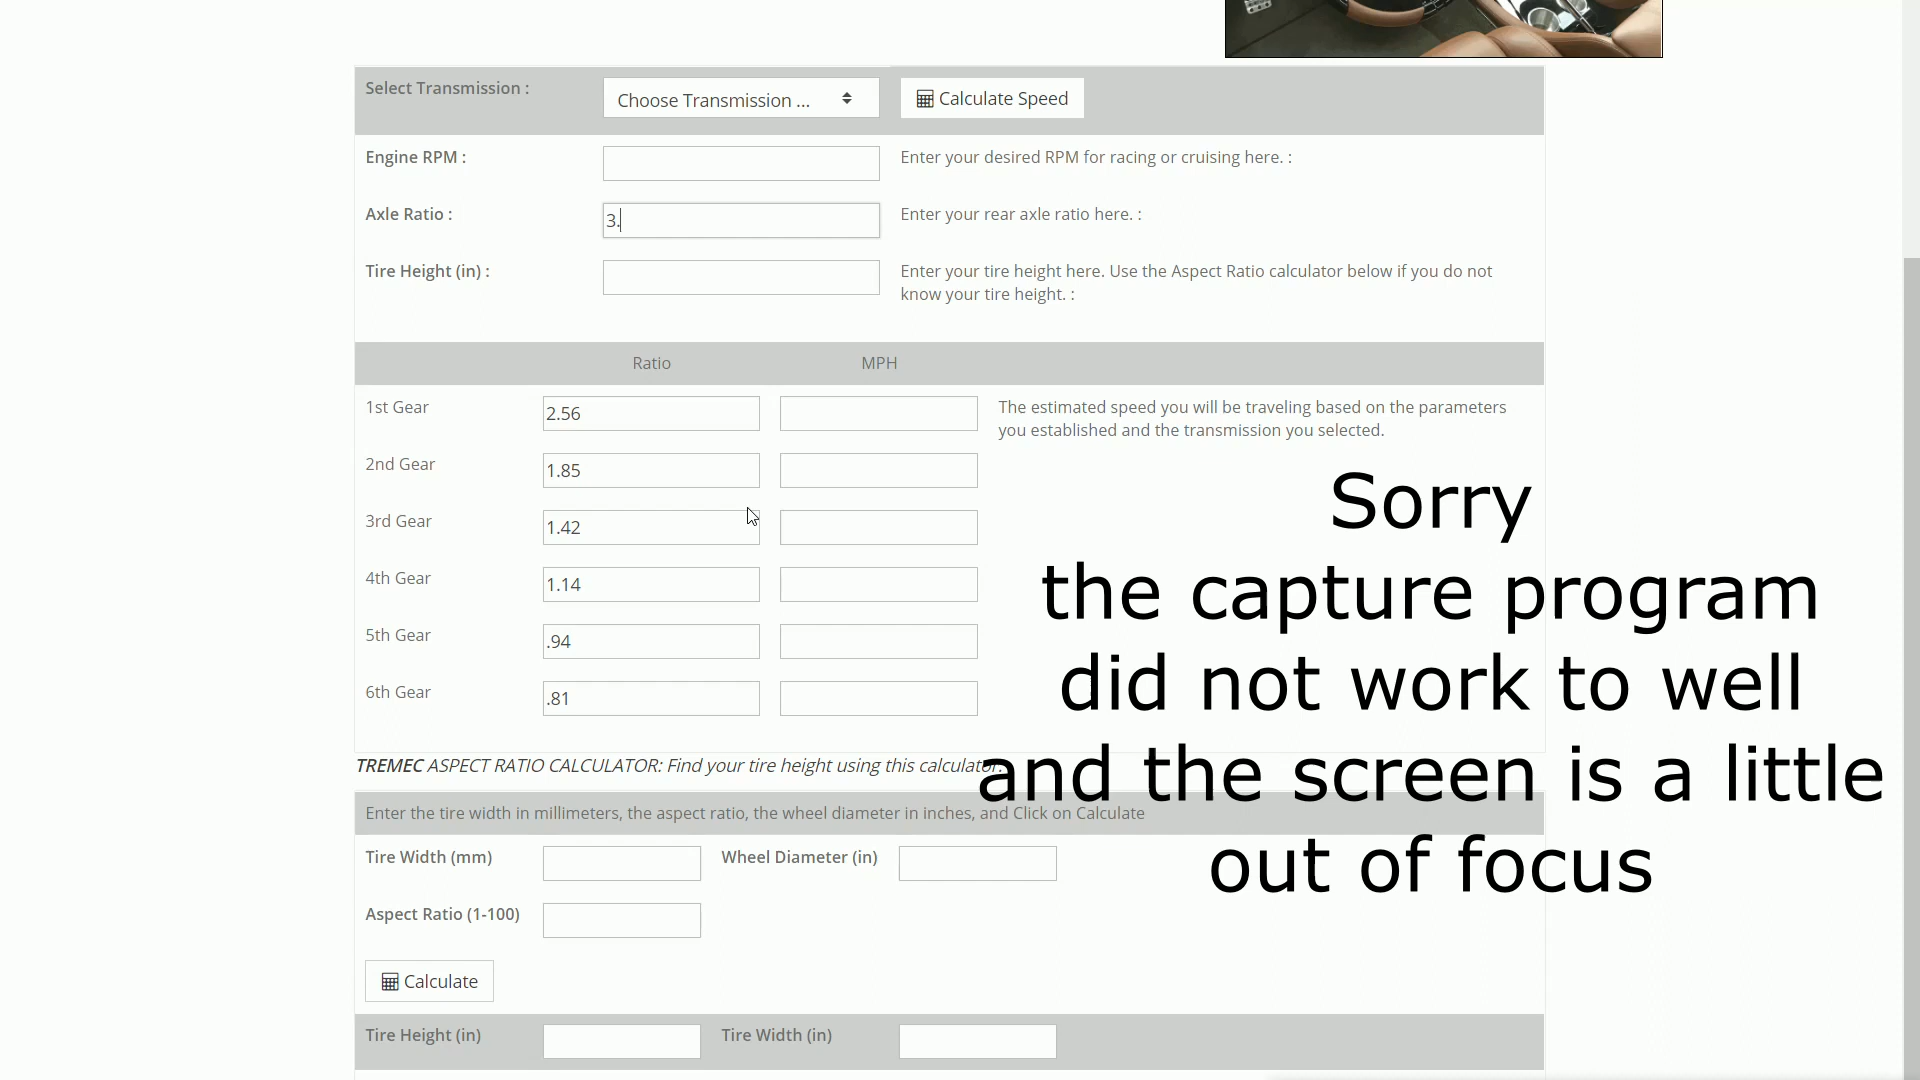 Select Transmission :
Choose Transmission ...
Calculate Speed
Engine RPM :
Enter your desired RPM for racing or cruising here. :
Axle Ratio :
3.
Enter your rear axle ratio here. :
Tire Height (in) :
Enter your tire height here. Use the Aspect Ratio calculator below if you do not
know your tire height. :
Ratio
MPH
1st Gear
2.56
The estimated speed you will be traveling based on the parameters
you established and the transmission you selected.
2nd Gear
1.85
3rd Gear
1.42
4th Gear
1.14
5th Gear
.94
6th Gear
.81
Sorry
the capture program
did not work to well
and the screen is a little
out of focus
TREMEC ASPECT RATIO CALCULATOR: Find your tire height using this calculator.
Enter the tire width in millimeters, the aspect ratio, the wheel diameter in inches, and Click on Calculate
Tire Width (mm)
Wheel Diameter (in)
Aspect Ratio (1-100)
Calculate
Tire Height (in)
Tire Width (in)